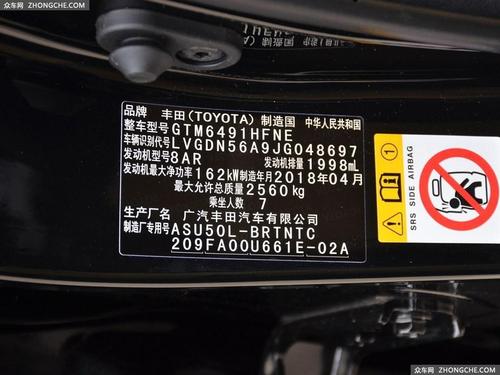 众车网 ZHONGCHE.COM
品牌 丰田(TOYOTA) 制造国 中华人民共和国
整车型号 GTM6491HFNE
车辆识别代号 LVGDN56A9JG048697
发动机型号 8AR 发动机排量 1998mL
发动机最大净功率 162kW 制造年月 2018年04月
最大允许总质量 2560kg
乘坐人数 7
生产厂名 广汽丰田汽车有限公司
制造厂专用号 ASU50L-BRTNTC
209FA00U661E-02A
SRS SIDE AIRBAG
众车网 ZHONGCHE.COM